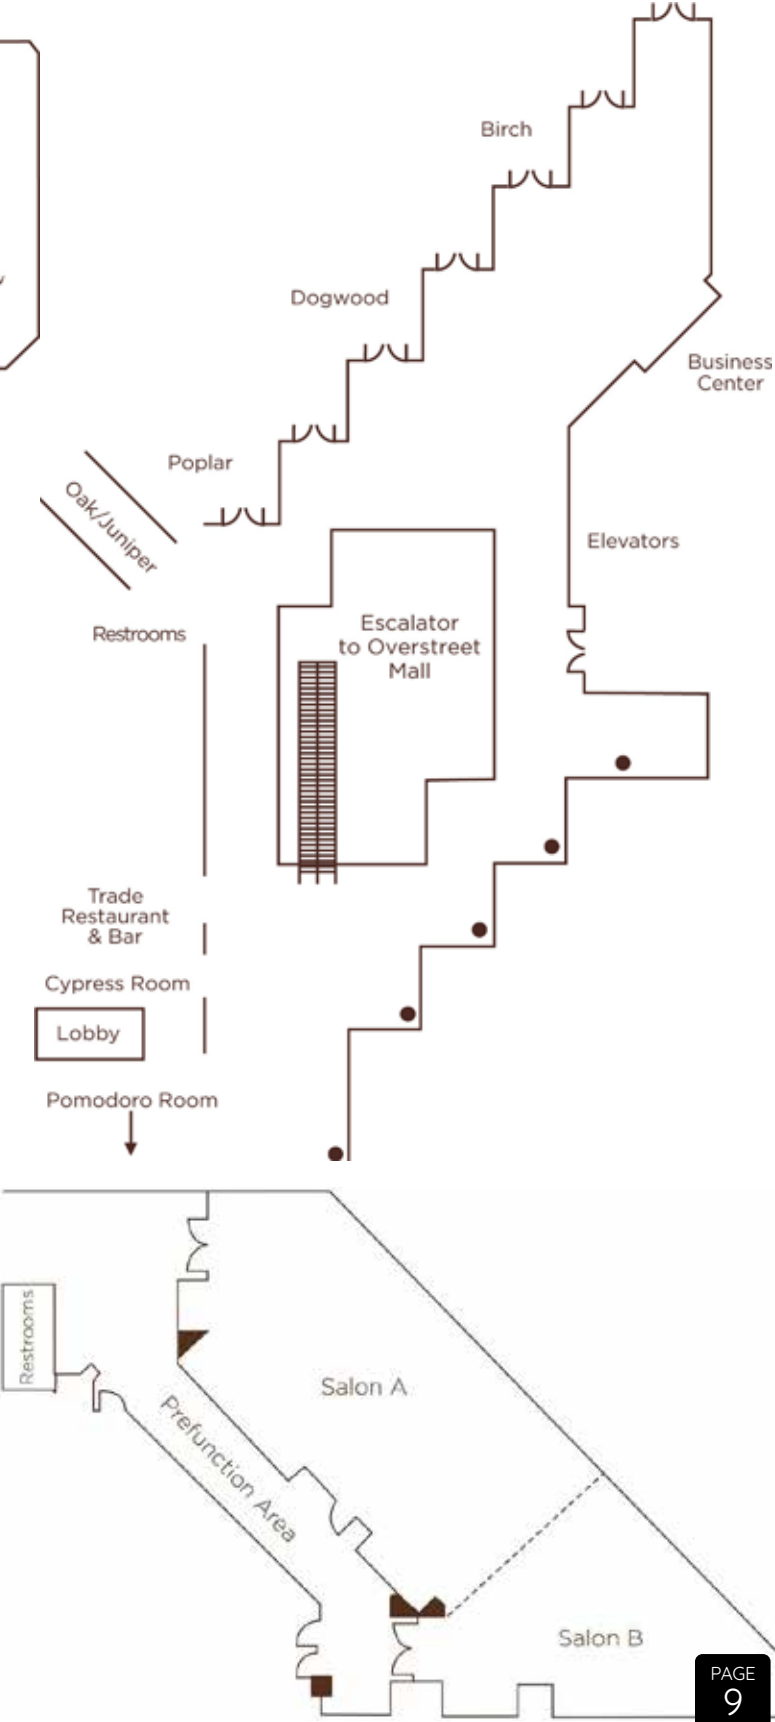 Birch
Dogwood
Business
Center
Poplar
Oak/Juniper
Elevators
Escalator
to Overstreet
Mall
Restrooms
Trade
Restaurant
& Bar
Cypress Room
Lobby
Pomodoro Room
Restrooms
Salon A
Prefunction Area
Salon B
PAGE
9